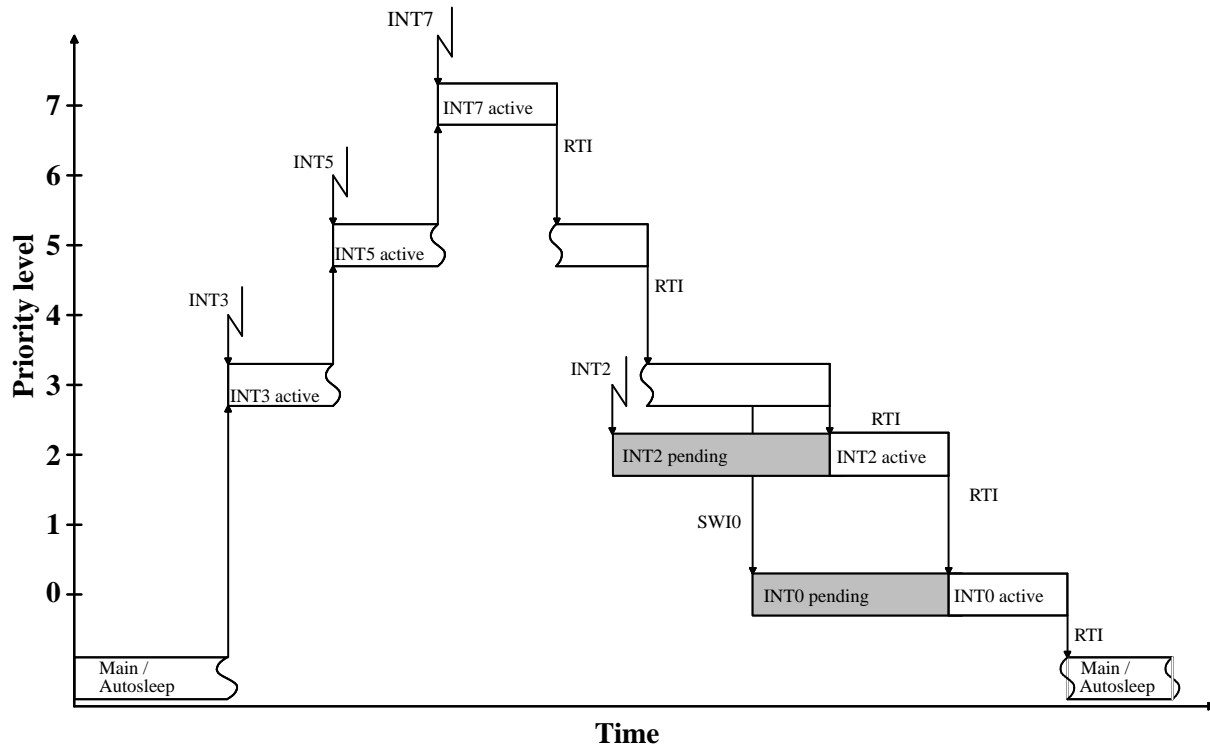 INT7
7
INT7 active
INT5
RTI
6
5
INT5 active
RTI
INT3
4
INT2
3
INT3 active
RTI
2
INT2 pending
INT2 active
RTI
1
SWI0
0
INT0 pending
INT0 active
RTI
Main /
Autosleep
Main /
Autosleep
Priority level
Time